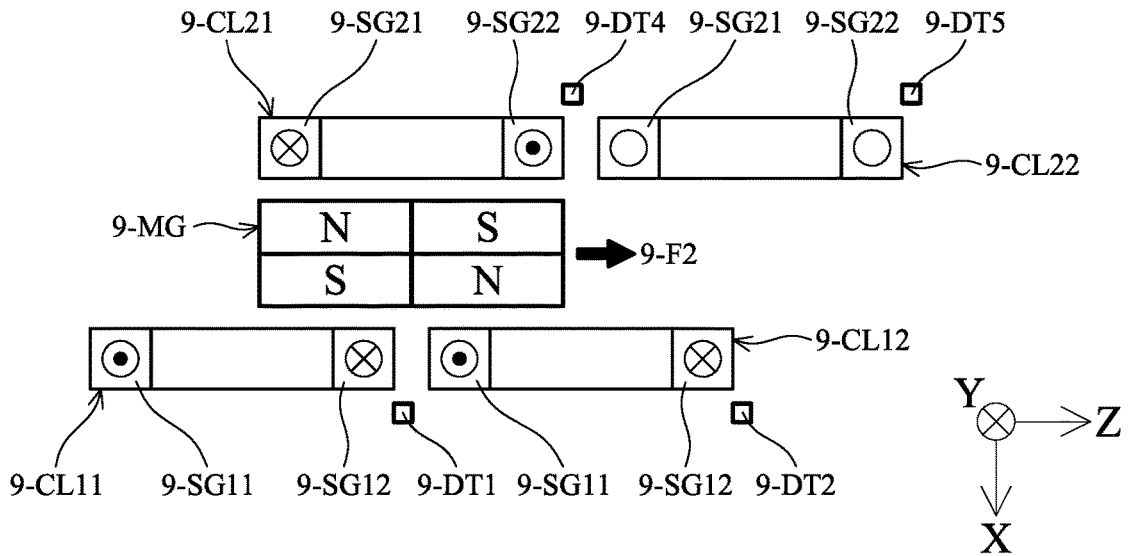 9-CL21 9-SG21 9-SG22 9-DT4 9-SG21 9-SG22 9-DT5
9-CL22
9-MG N S 9-F2
S N
9-CL12
Y Z
9-CL11 9-SG11 9-SG12 9-DT1 9-SG11 9-SG12 9-DT2
X